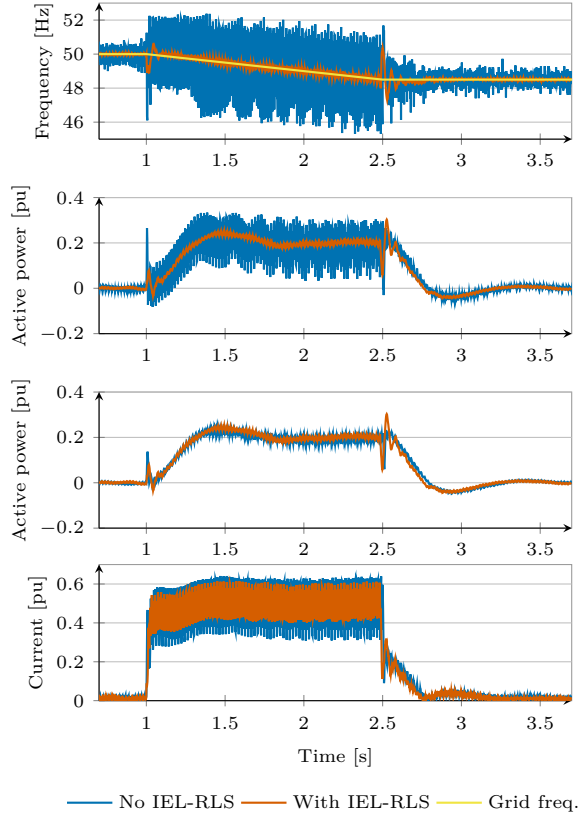 52
50
48
46
Frequency [Hz]
1 1.5 2 2.5 3 3.5
0.4
0.2
0
−0.2
Active power [pu]
1 1.5 2 2.5 3 3.5
0.4
0.2
0
−0.2
Active power [pu]
1 1.5 2 2.5 3 3.5
0.6
0.4
0.2
0
Current [pu]
1 1.5 2 2.5 3 3.5
Time [s]
No IEL-RLS With IEL-RLS Grid freq.